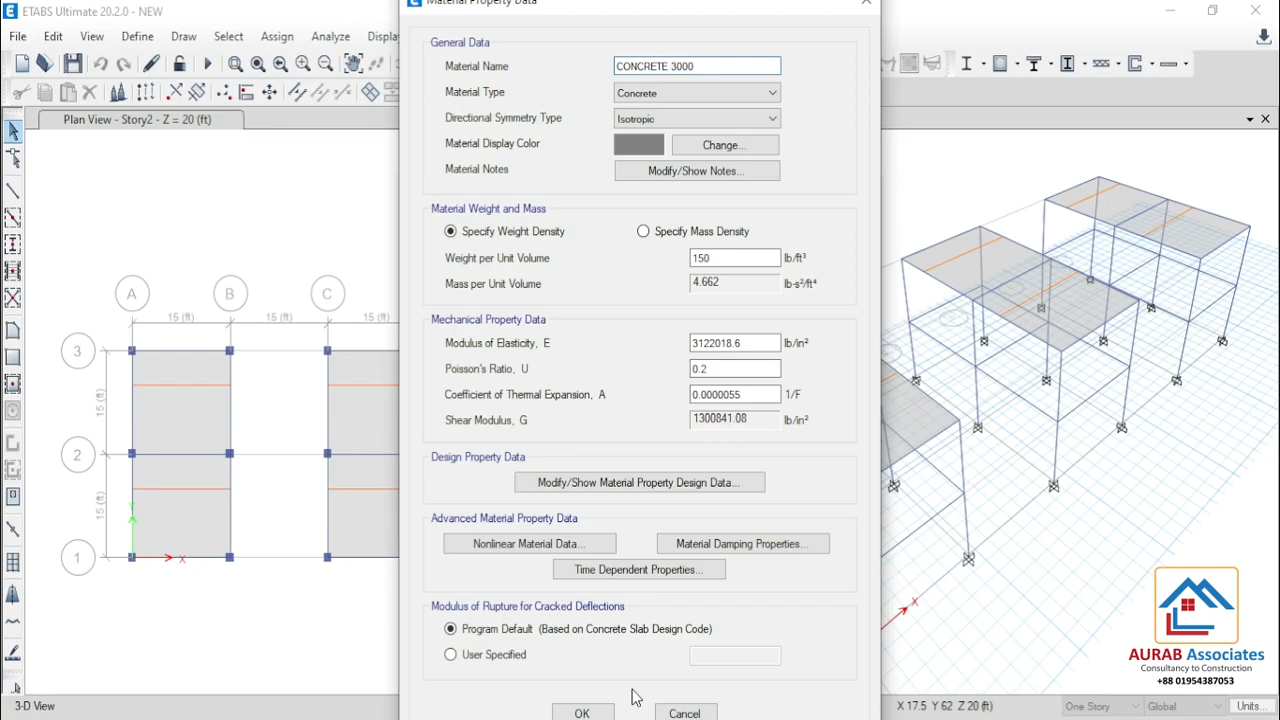 ETABS Ultimate 20.2.0 - NEW
Material Property Data
File Edit View Define Draw Select Assign Analyze Display
Plan View - Story2 - Z = 20 (ft)
General Data
Material Name CONCRETE 3000
Material Type Concrete
Directional Symmetry Type Isotropic
Material Display Color Change...
Material Notes Modify/Show Notes...
Material Weight and Mass
Specify Weight Density Specify Mass Density
Weight per Unit Volume 150 lb/ft³
Mass per Unit Volume 4.662 lb-s²/ft⁴
Mechanical Property Data
Modulus of Elasticity, E 3122018.6 lb/in²
Poisson's Ratio, U 0.2
Coefficient of Thermal Expansion, A 0.0000055 1/F
Shear Modulus, G 1300841.08 lb/in²
Design Property Data
Modify/Show Material Property Design Data...
Advanced Material Property Data
Nonlinear Material Data... Material Damping Properties...
Time Dependent Properties...
Modulus of Rupture for Cracked Deflections
Program Default (Based on Concrete Slab Design Code)
User Specified
OK Cancel
A B C
15 (ft) 15 (ft) 15 (ft)
3
15 (ft)
2
15 (ft)
Y
1
X
X
AURAB Associates
Consultancy to Construction
+88 01954387053
3-D View
X 17.5 Y 62 Z 20 (ft)
One Story
Global
Units...